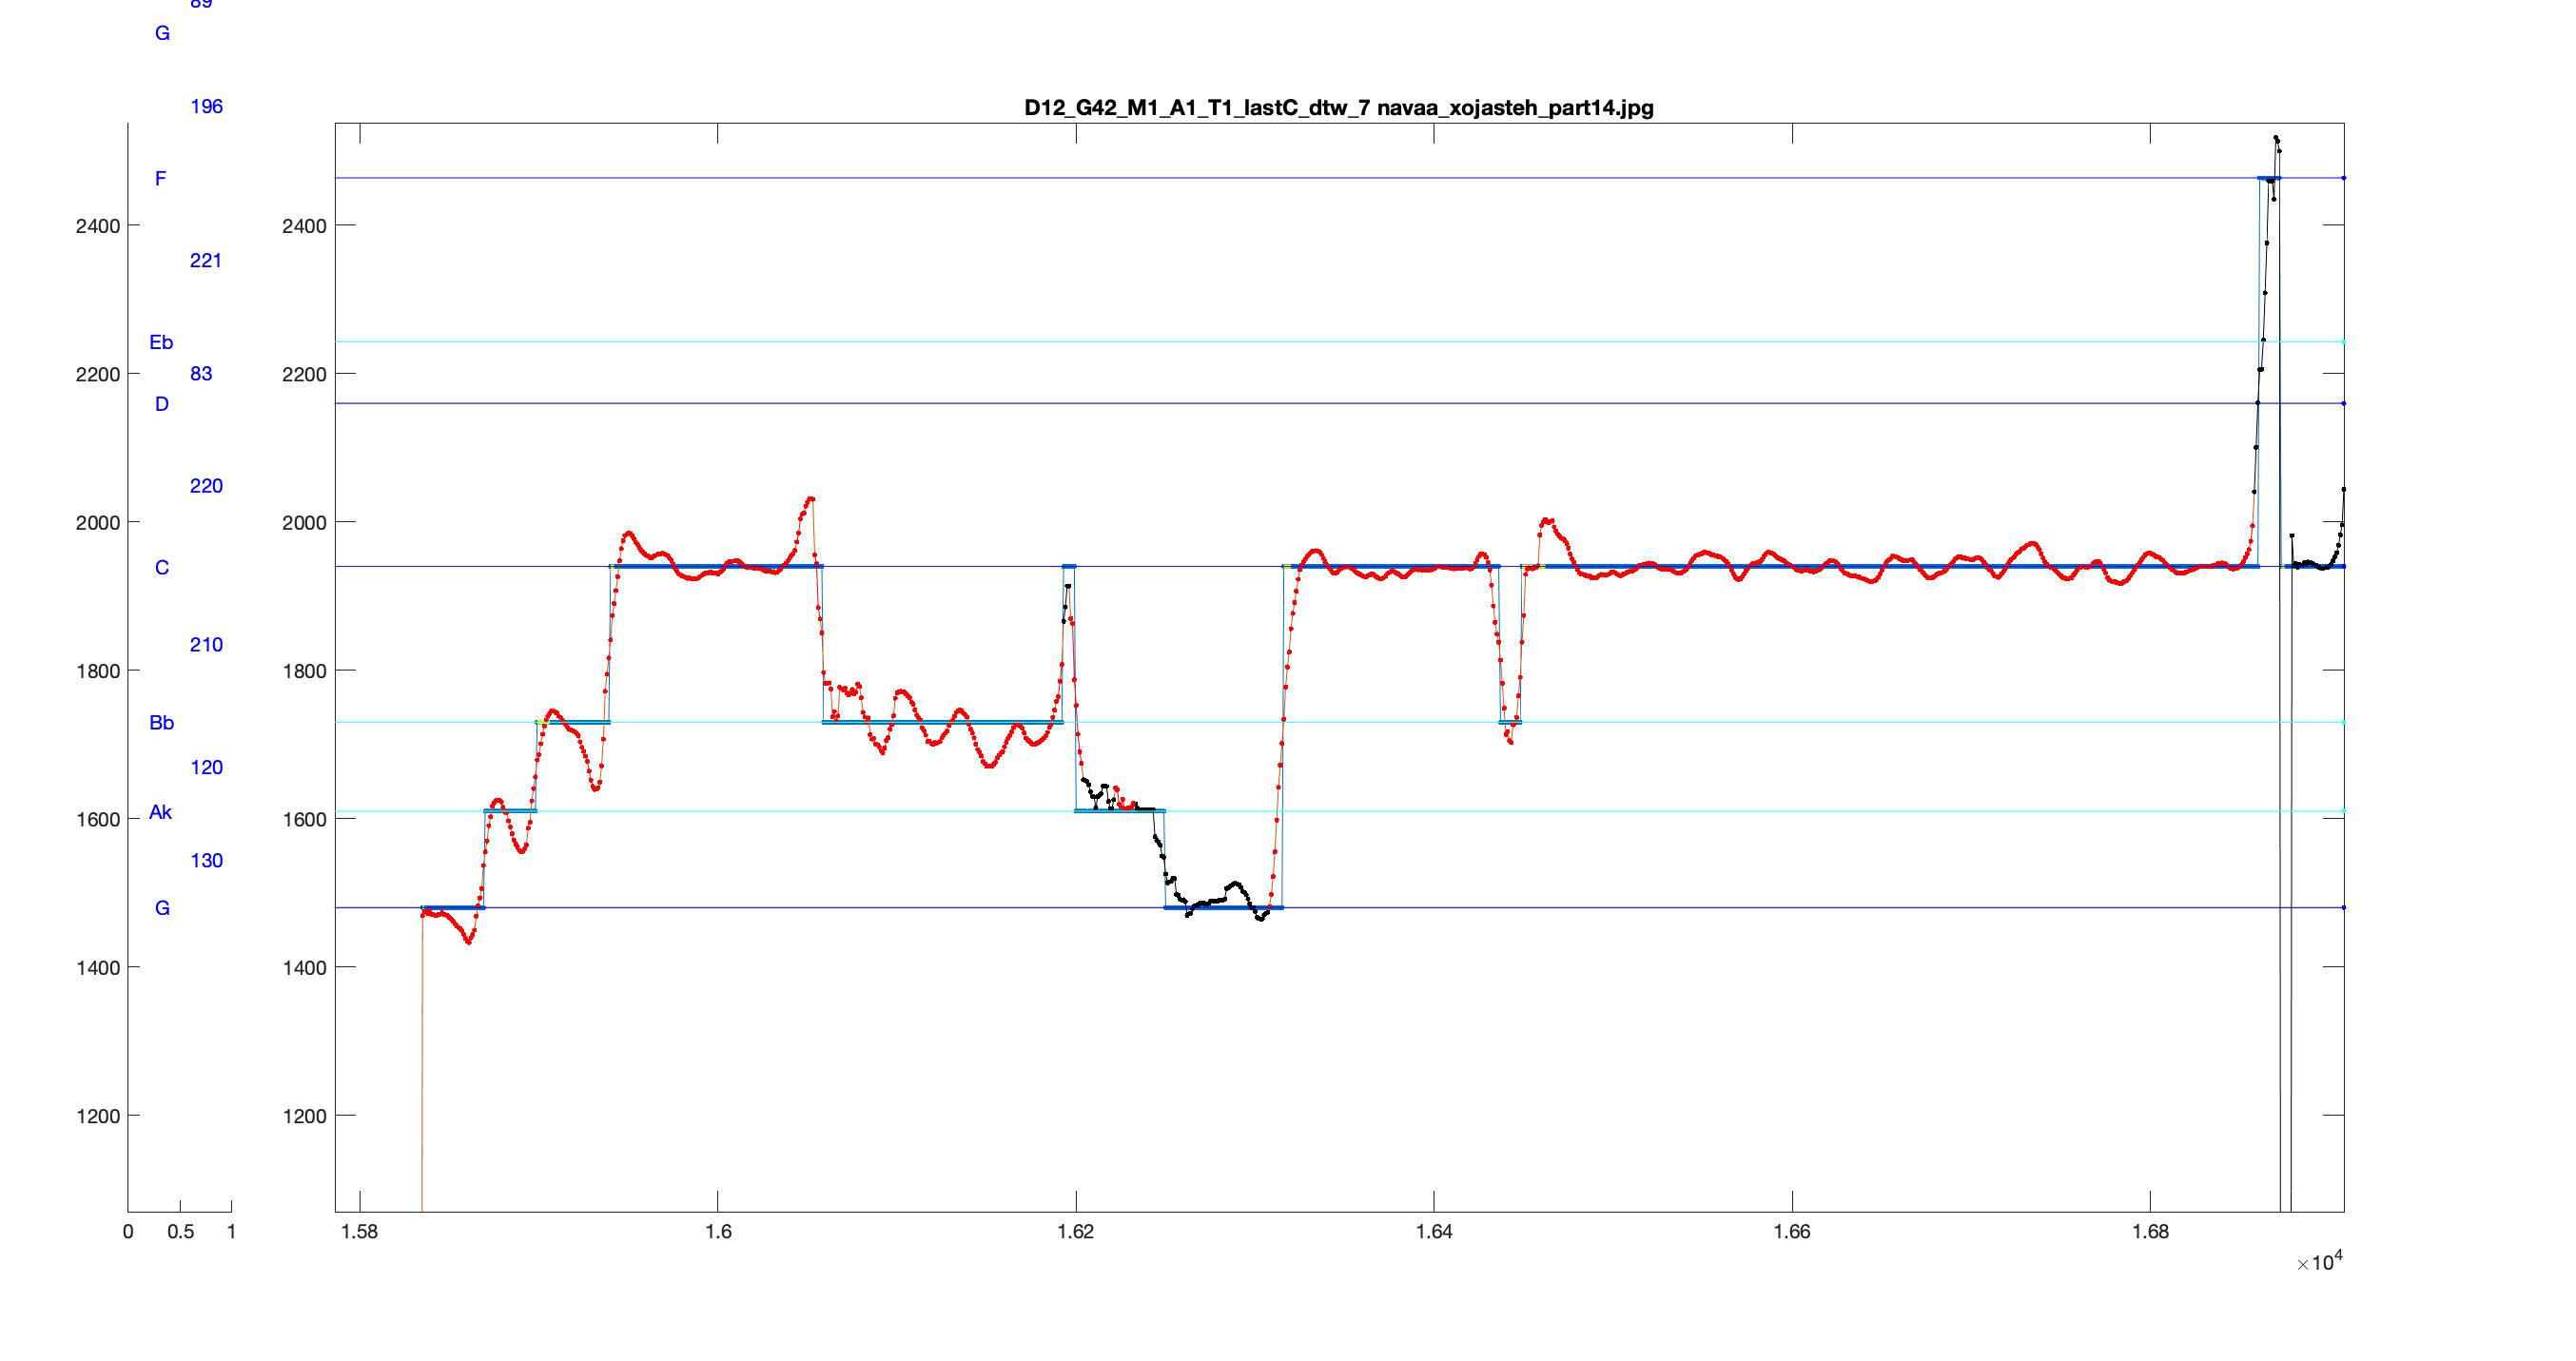 89
G
196
D12_G42_M1_A1_T1_lastC_dtw_7 navaa_xojasteh_part14.jpg
F
2400 2400
221
Eb
2200 83 2200
D
220
2000 2000
C
210
1800 1800
Bb
120
1600 Ak 1600
130
G
1400 1400
1200 1200
0 0.5 1 1.58 1.6 1.62 1.64 1.66 1.68
×10⁴